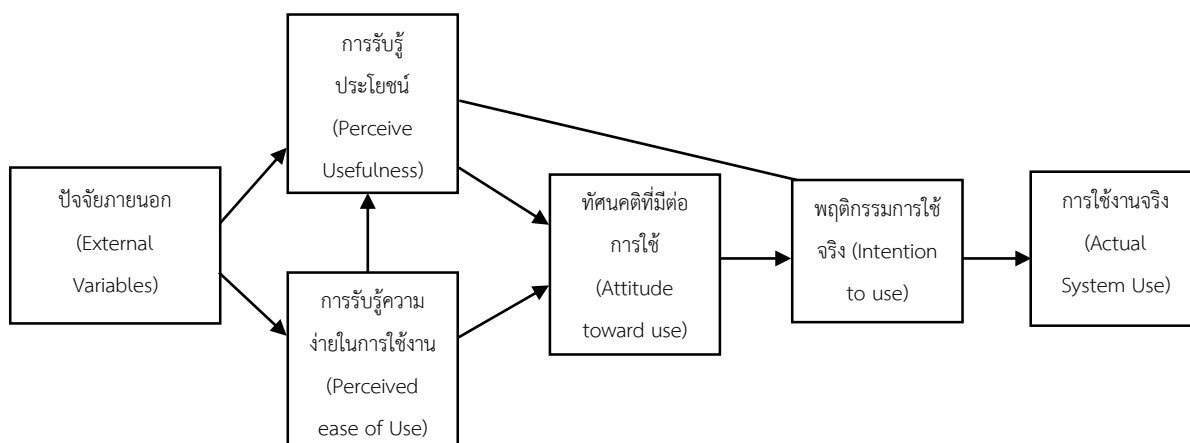 การรับรู้
ประโยชน์
(Perceive
Usefulness)
ปัจจัยภายนอก
(External
Variables)
การรับรู้ความ
ง่ายในการใช้งาน
(Perceived
ease of Use)
ทัศนคติที่มีต่อ
การใช้
(Attitude
toward use)
พฤติกรรมการใช้
จริง (Intention
to use)
การใช้งานจริง
(Actual
System Use)